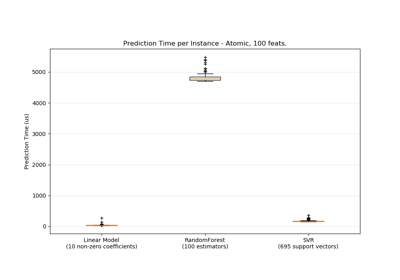 Prediction Time per Instance - Atomic, 100 feats.
Prediction Time (us)
5000
4000
3000
2000
1000
0
Linear Model
(10 non-zero coefficients)
RandomForest
(100 estimators)
SVR
(695 support vectors)